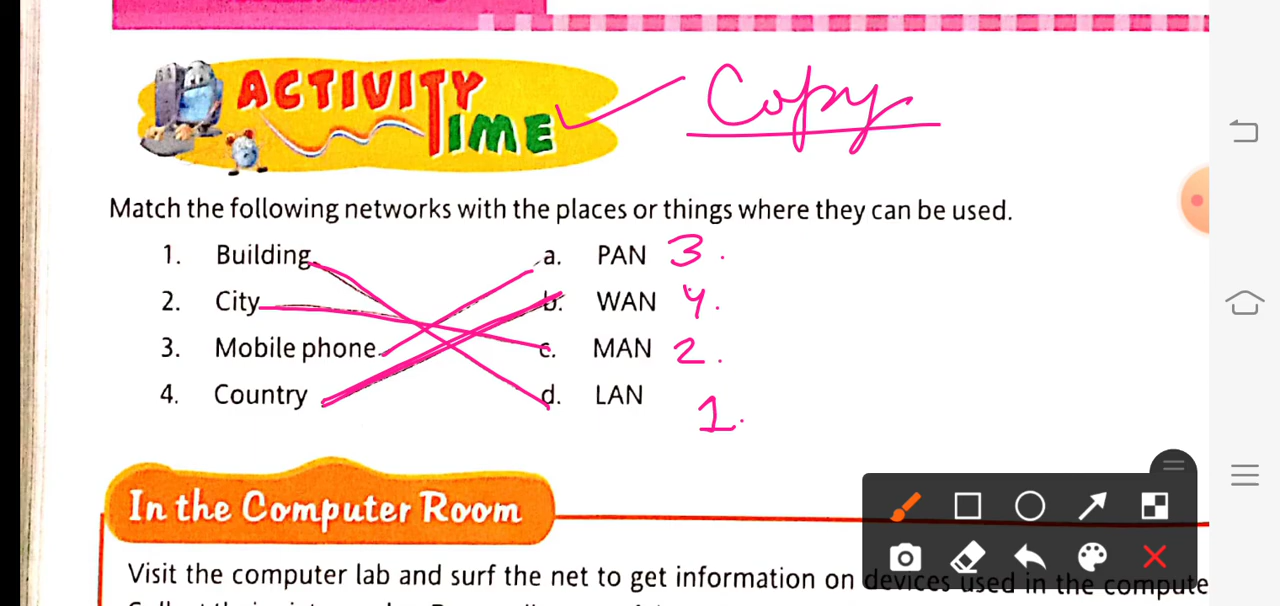 ACTIVITY
TIME
Copy
Match the following networks with the places or things where they can be used.
1. Building a. PAN 3.
2. City b. WAN 4.
3. Mobile phone c. MAN 2.
4. Country d. LAN 1.
In the Computer Room
Visit the computer lab and surf the net to get information on devices used in the compute